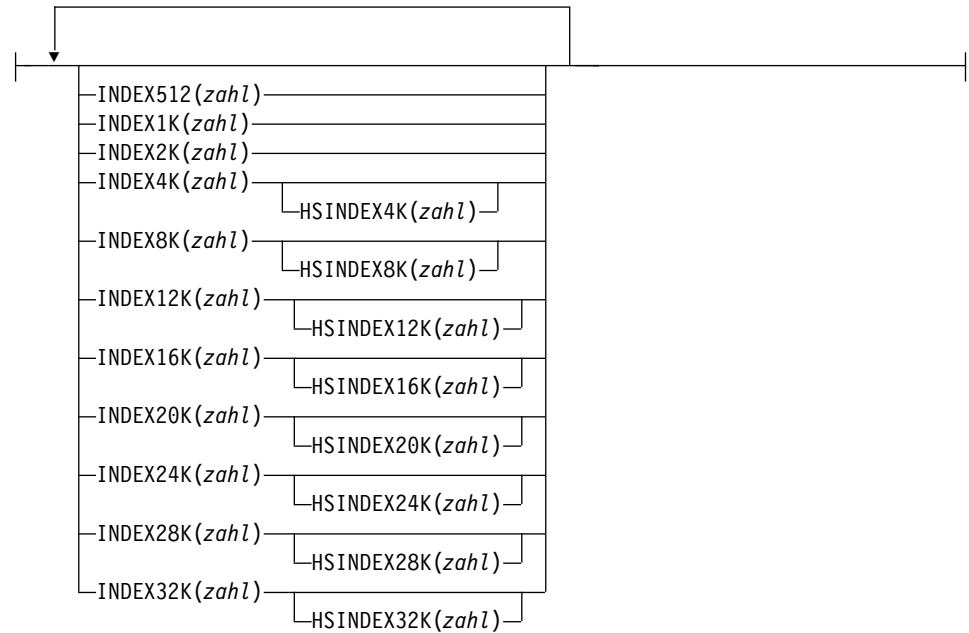 INDEX512(zahl)
INDEX1K(zahl)
INDEX2K(zahl)
INDEX4K(zahl)
HSINDEX4K(zahl)
INDEX8K(zahl)
HSINDEX8K(zahl)
INDEX12K(zahl)
HSINDEX12K(zahl)
INDEX16K(zahl)
HSINDEX16K(zahl)
INDEX20K(zahl)
HSINDEX20K(zahl)
INDEX24K(zahl)
HSINDEX24K(zahl)
INDEX28K(zahl)
HSINDEX28K(zahl)
INDEX32K(zahl)
HSINDEX32K(zahl)